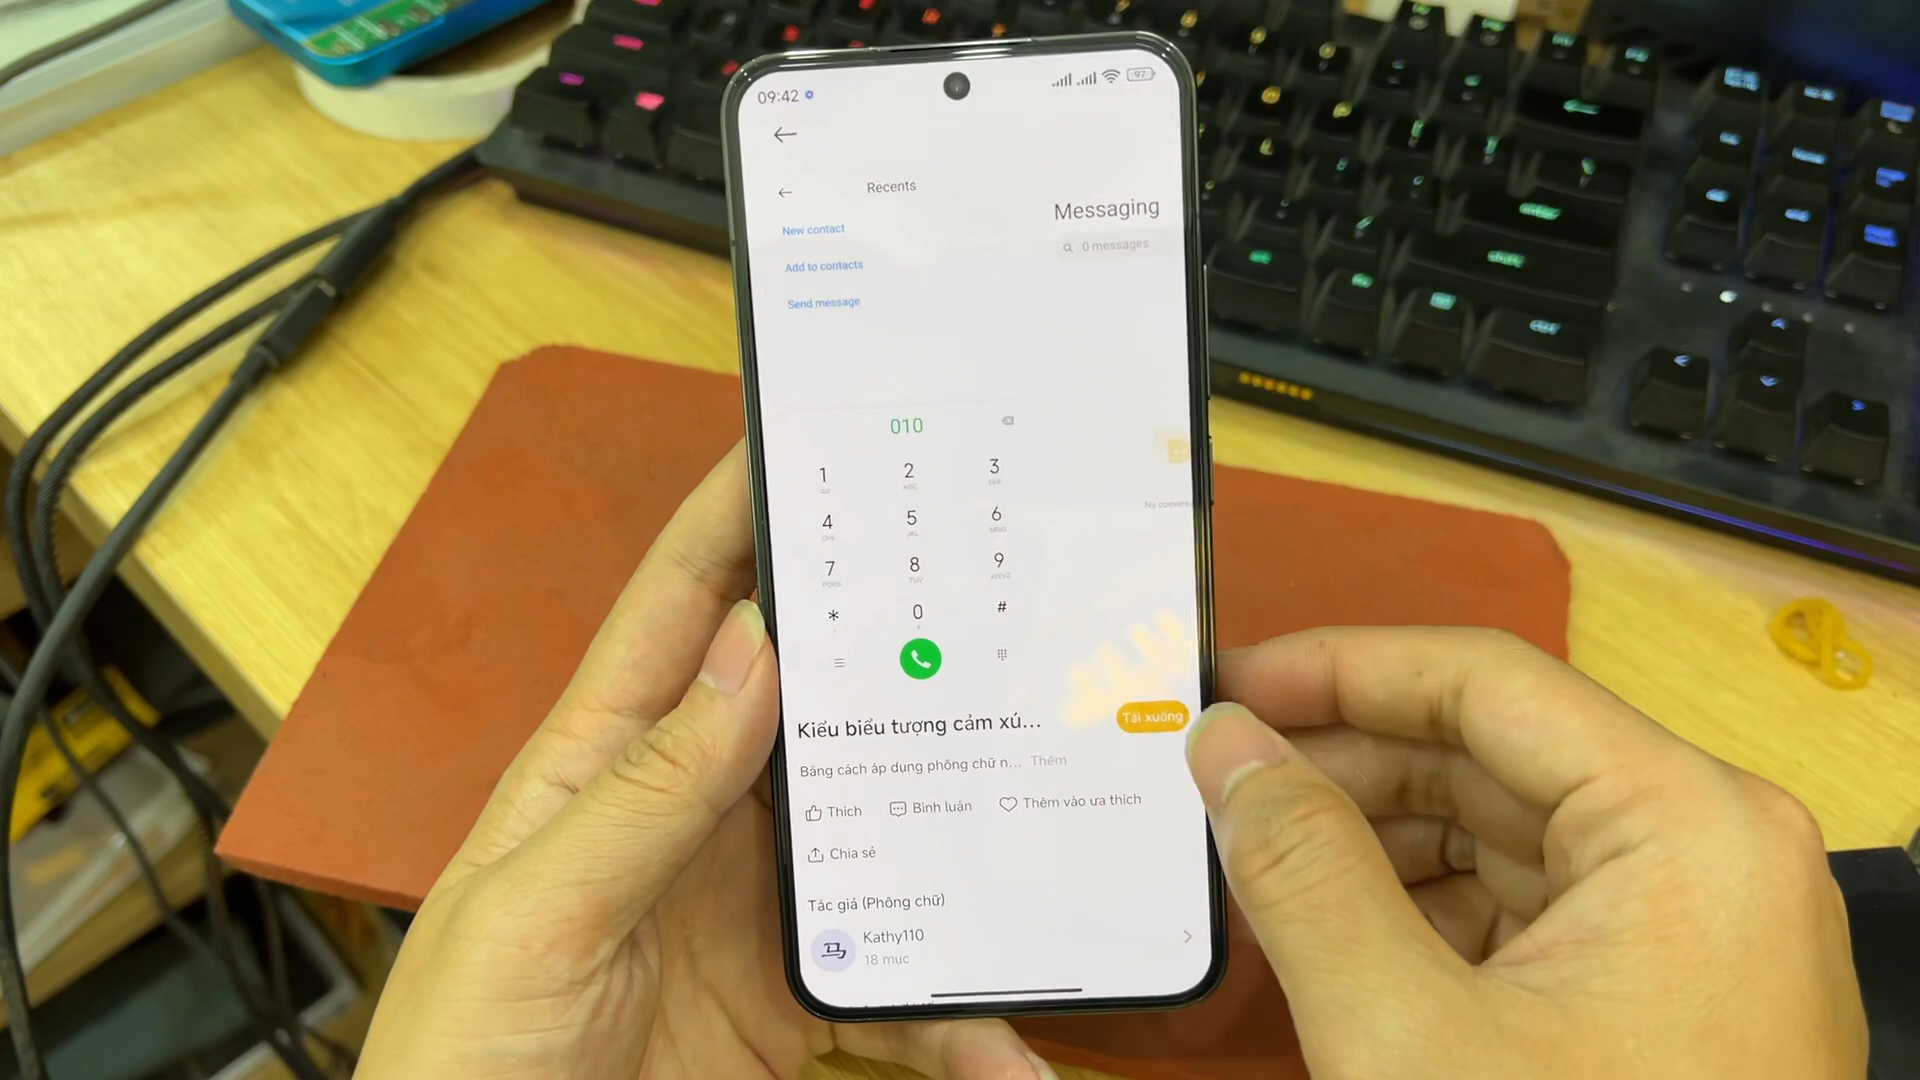 09:42
97
Recents
New contact
Add to contacts
Send message
Messaging
0 messages
010
1
2
ABC
3
DEF
4
GHI
5
JKL
6
MNO
7
PQRS
8
TUV
9
WXYZ
*
0
+
#
Kiểu biểu tượng cảm xú...
Tải xuống
Bằng cách áp dụng phông chữ n... Thêm
Thích
Bình luận
Thêm vào ưa thích
Chia sẻ
Tác giả (Phông chữ)
马
Kathy110
18 mục